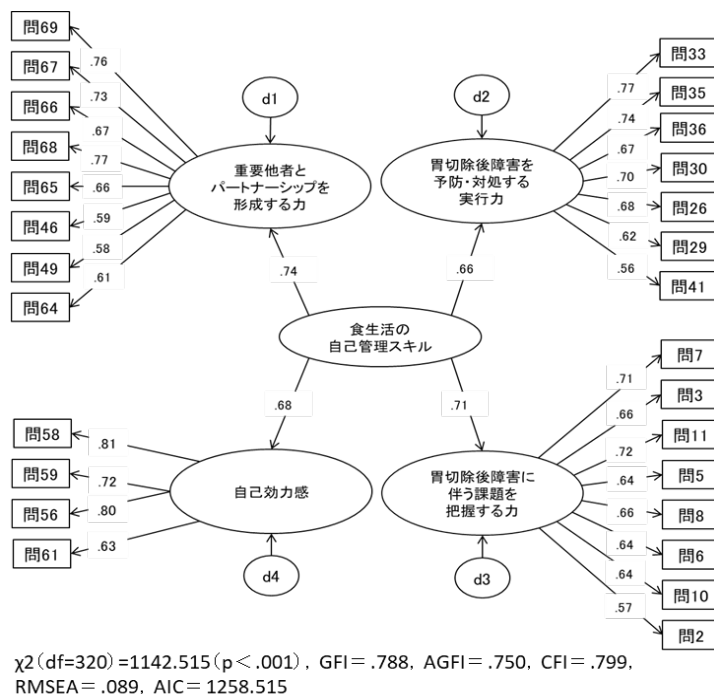 問69
問67
問66
問68
問65
問46
問49
問64
.76
.73
.67
.77
.66
.59
.58
.61
d1
重要他者と
パートナーシップを
形成する力
.74
d2
胃切除後障害を
予防・対処する
実行力
.66
.77
.74
.67
.70
.68
.62
.56
問33
問35
問36
問30
問26
問29
問41
食生活の
自己管理スキル
.68
.71
問58
問59
問56
問61
.81
.72
.80
.63
自己効力感
d4
胃切除後障害に
伴う課題を
把握する力
d3
.71
.66
.72
.64
.66
.64
.64
.57
問7
問3
問11
問5
問8
問6
問10
問2
χ2(df=320)=1142.515(p<.001), GFI=.788, AGFI=.750, CFI=.799,
RMSEA=.089, AIC=1258.515